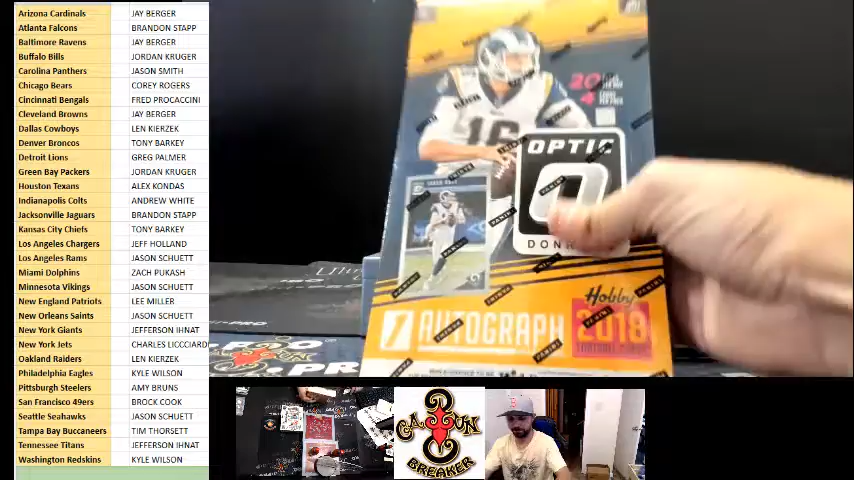 Arizona Cardinals JAY BERGER
Atlanta Falcons BRANDON STAPP
Baltimore Ravens JAY BERGER
Buffalo Bills JORDAN KRUGER
Carolina Panthers JASON SMITH
Chicago Bears COREY ROGERS
Cincinnati Bengals FRED PROCACCINI
Cleveland Browns JAY BERGER
Dallas Cowboys LEN KIERZEK
Denver Broncos TONY BARKEY
Detroit Lions GREG PALMER
Green Bay Packers JORDAN KRUGER
Houston Texans ALEX KONDAS
Indianapolis Colts ANDREW WHITE
Jacksonville Jaguars BRANDON STAPP
Kansas City Chiefs TONY BARKEY
Los Angeles Chargers JEFF HOLLAND
Los Angeles Rams JASON SCHUETT
Miami Dolphins ZACH PUKASH
Minnesota Vikings JASON SCHUETT
New England Patriots LEE MILLER
New Orleans Saints JASON SCHUETT
New York Giants JEFFERSON IHNAT
New York Jets CHARLES LICCCIARDI
Oakland Raiders LEN KIERZEK
Philadelphia Eagles KYLE WILSON
Pittsburgh Steelers AMY BRUNS
San Francisco 49ers BROCK COOK
Seattle Seahawks JASON SCHUETT
Tampa Bay Buccaneers TIM THORSETT
Tennessee Titans JEFFERSON IHNAT
Washington Redskins KYLE WILSON
20
4
16
OPTIC
DON
Hobby
1 AUTOGRAPH 2018
PANINI
CAJUN
BREAKER